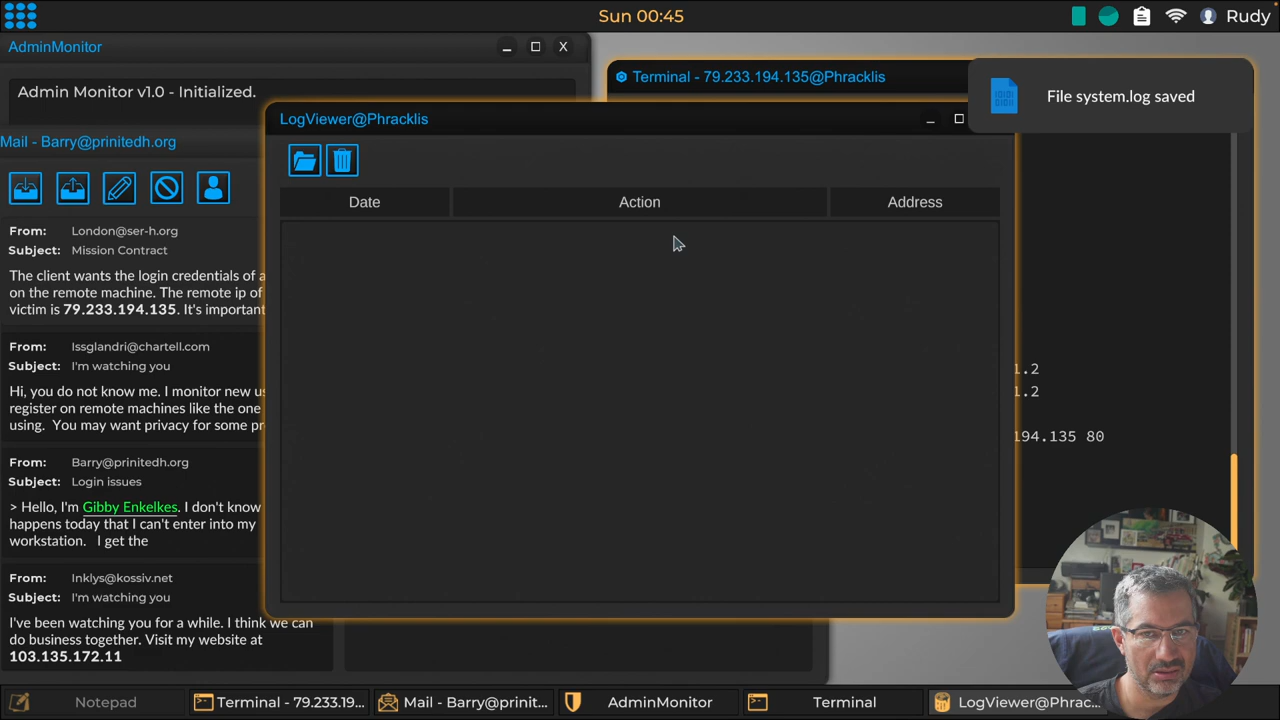 Sun 00:45
Rudy
AdminMonitor
Admin Monitor v1.0 - Initialized.
Terminal - 79.233.194.135@Phracklis
File system.log saved
LogViewer@Phracklis
Date
Action
Address
Mail - Barry@prinitedh.org
From: London@ser-h.org
Subject: Mission Contract
The client wants the login credentials of a
on the remote machine. The remote ip of
victim is 79.233.194.135. It's important
From: Issglandri@chartell.com
Subject: I'm watching you
Hi, you do not know me. I monitor new us
register on remote machines like the one
using. You may want privacy for some pr
From: Barry@prinitedh.org
Subject: Login issues
> Hello, I'm Gibby Enkelkes. I don't know
happens today that I can't enter into my
workstation. I get the
From: Inklys@kossiv.net
Subject: I'm watching you
I've been watching you for a while. I think we can
do business together. Visit my website at
103.135.172.11
1.2
1.2
194.135 80
Notepad
Terminal - 79.233.19...
Mail - Barry@prinit...
AdminMonitor
Terminal
LogViewer@Phrac...